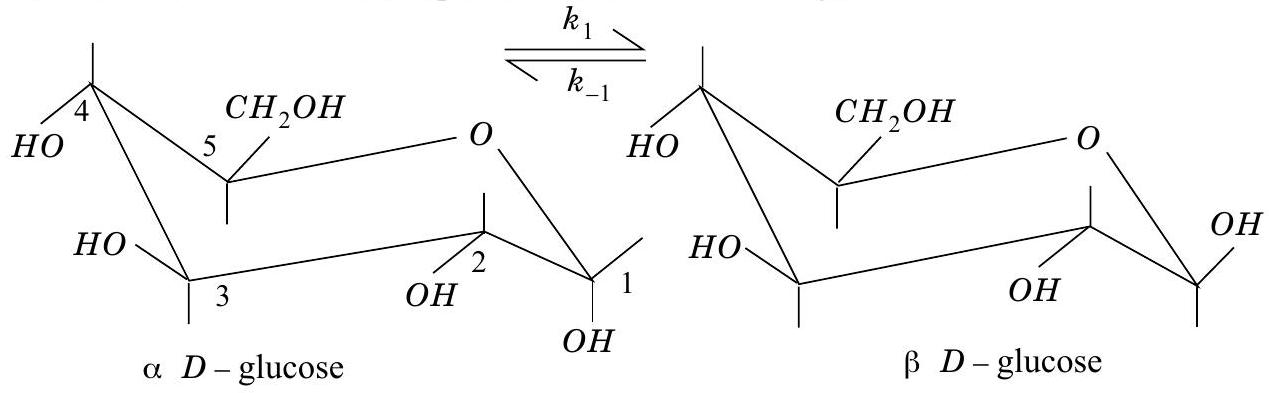 k₁
k₋₁
4
HO
5
CH₂OH
O
HO
3
2
OH
1
OH
α D – glucose
HO
CH₂OH
O
HO
OH
OH
β D – glucose